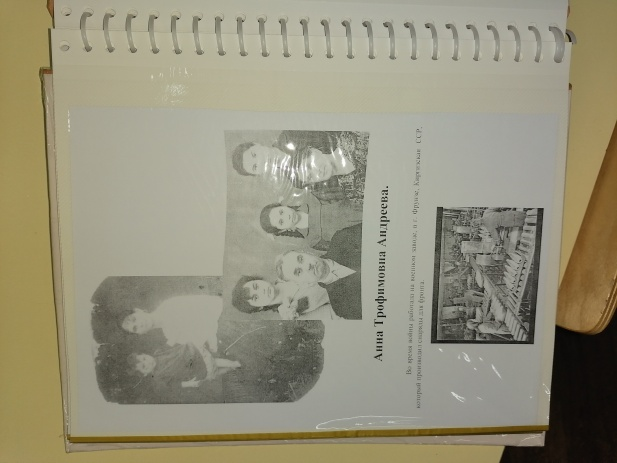 Анна Трофимовна Андреева.
Во время войны работала на военном заводе, в г. Фрунзе, Киргизская ССР,
который производил снаряды для фронта.